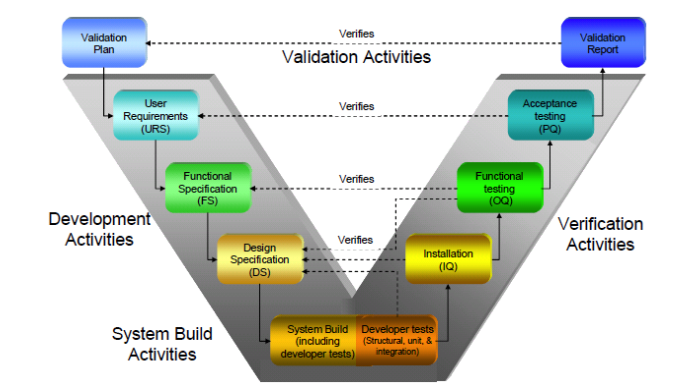 Validation
Plan
Verifies
Validation Activities
Validation
Report
User
Requirements
(URS)
Verifies
Acceptance
testing
(PQ)
Functional
Specification
(FS)
Verifies
Functional
testing
(OQ)
Development
Activities
Verification
Activities
Design
Specification
(DS)
Verifies
Installation
(IQ)
System Build
Activities
System Build
(including
developer tests)
Developer tests
(Structural, unit, &
integration)